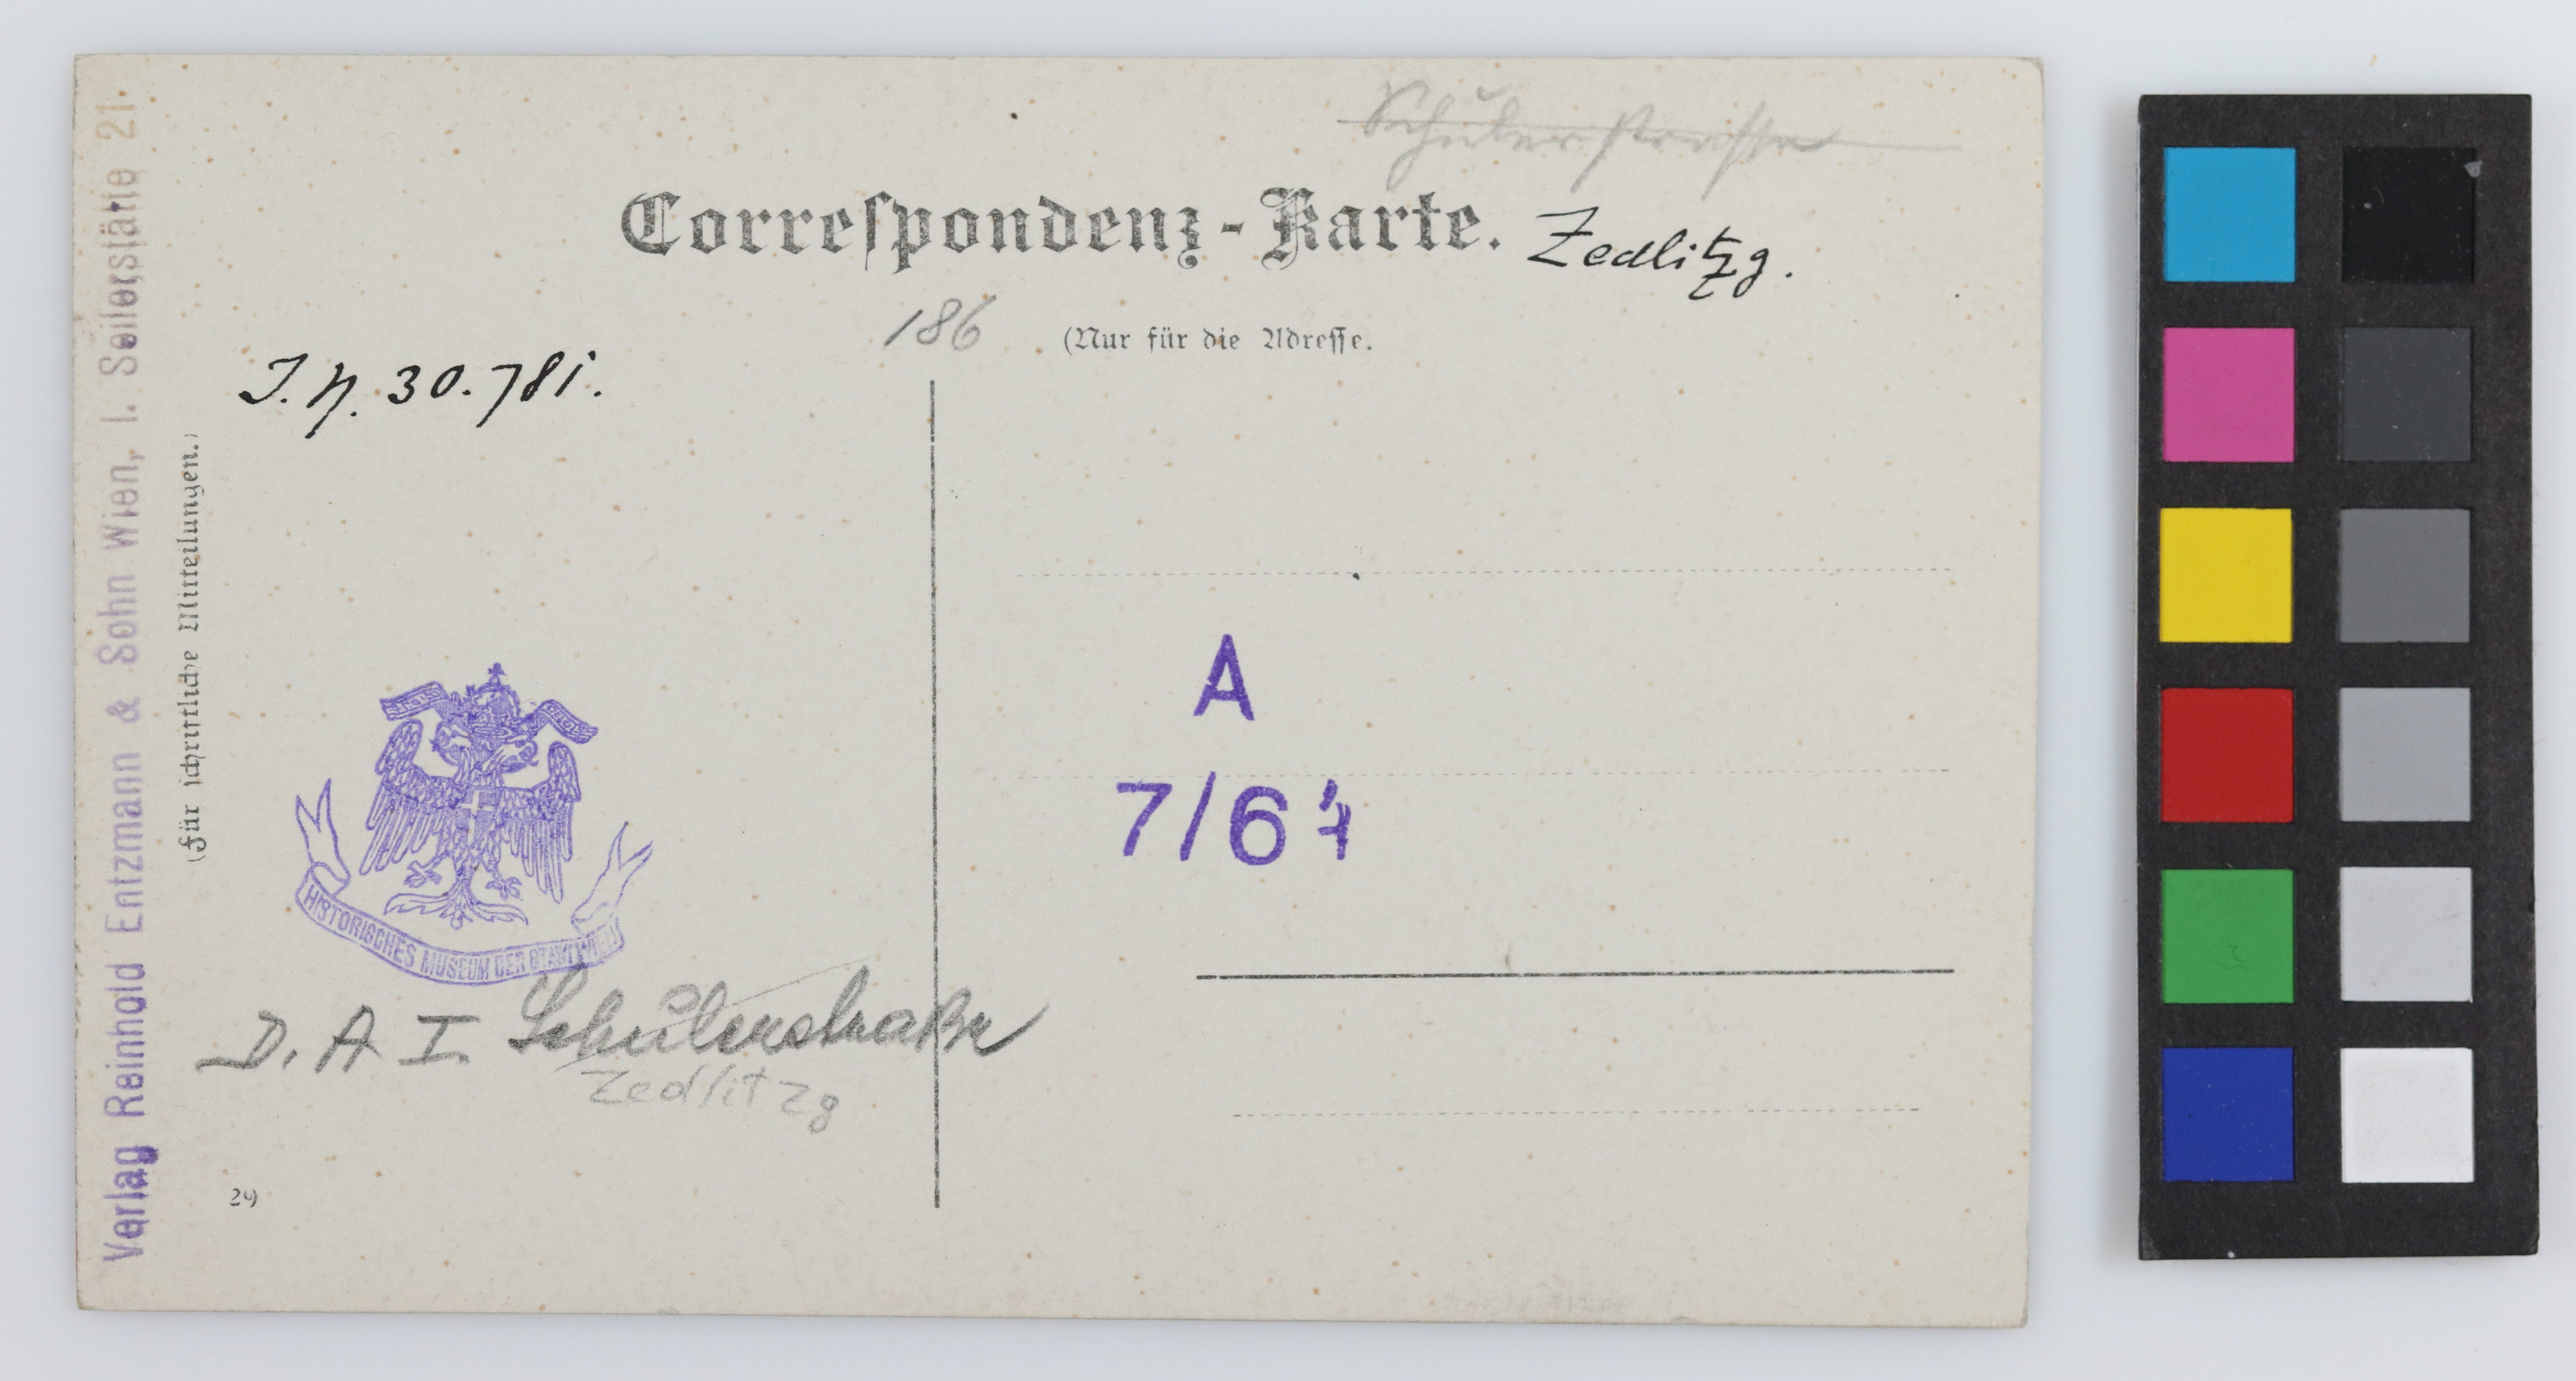 Schulerstrasse
Correspondenz-Karte.
Zedlitzg.
186
(Nur für die Adresse.
J.N. 30.781.
(Für schriftliche Mitteilungen.)
Verlag Reinhold Entzmann & Sohn Wien, I. Seilerstätte 21
A
7/64
HISTORISCHES MUSEUM DER STADT WIEN
D. A I. Schulerstraße
Zedlitzg
29